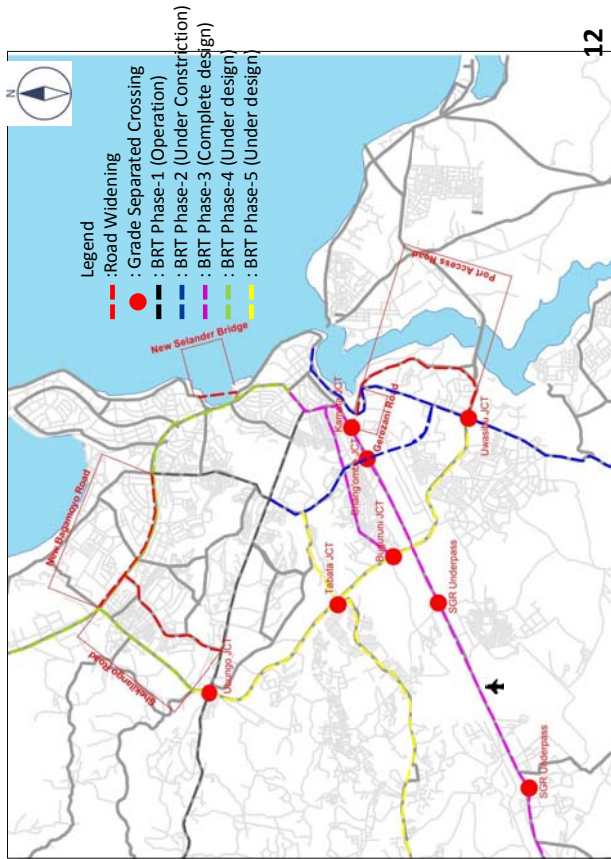 N
Legend
:Road Widening
: Grade Separated Crossing
: BRT Phase-1 (Operation)
: BRT Phase-2 (Under Constriction)
: BRT Phase-3 (Complete design)
: BRT Phase-4 (Under design)
: BRT Phase-5 (Under design)
New Bagamoyo Road
New Selander Bridge
Shekilango Road
Ubungo JCT
Tabata JCT
Kamata JCT
Chang'ombe JCT
Gerezani Road
Buguruni JCT
Port Access Road
Uwasibu JCT
SGR Underpass
SGR Underpass
12